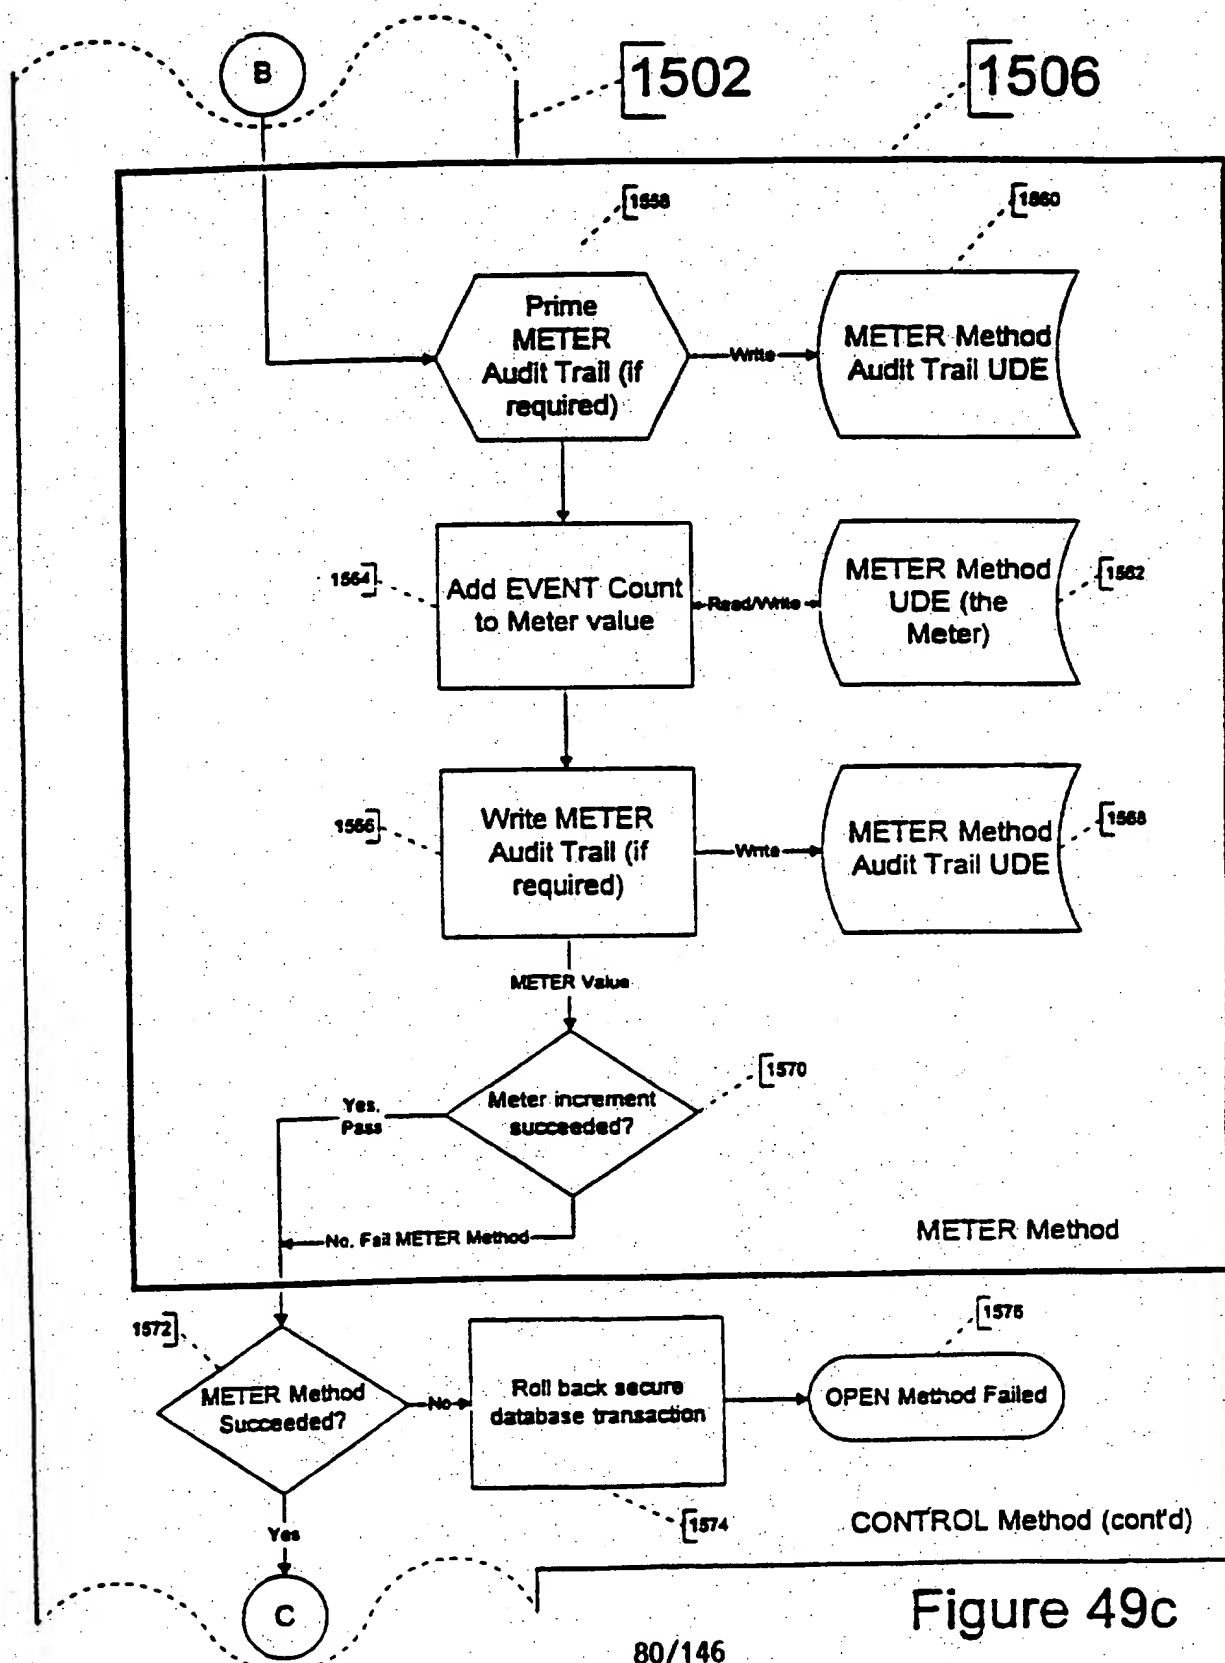 B
1502
1506
1558
1560
Prime
METER
Audit Trail (if
required)
Write
METER Method
Audit Trail UDE
1564
Add EVENT Count
to Meter value
Read/Write
METER Method
UDE (the
Meter)
1562
1566
Write METER
Audit Trail (if
required)
Write
METER Method
Audit Trail UDE
1568
METER Value
Meter increment
succeeded?
1570
Yes.
Pass
No. Fail METER Method
METER Method
1572
METER Method
Succeeded?
No
Roll back secure
database transaction
1576
OPEN Method Failed
1574
CONTROL Method (cont'd)
Yes
C
Figure 49c
80/146